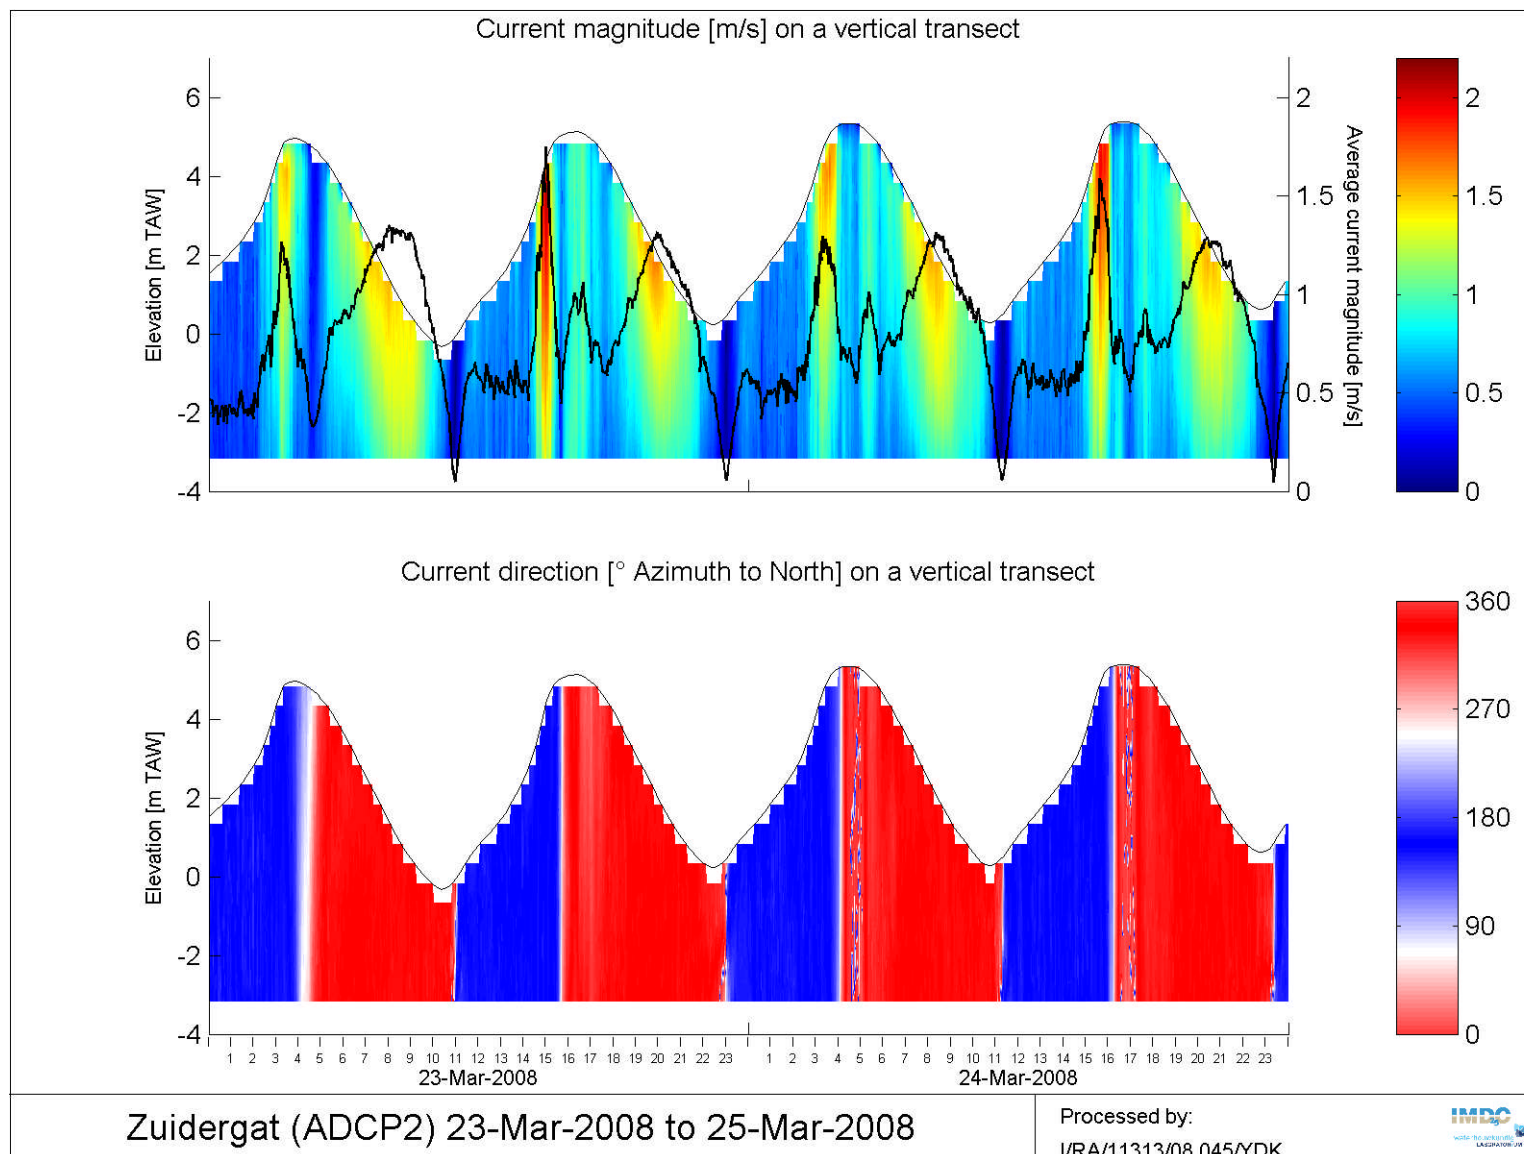 Current magnitude [m/s] on a vertical transect
6
4
2
0
-2
-4
Elevation [m TAW]
2
1.5
1
0.5
0
Average current magnitude [m/s]
2
1.5
1
0.5
0
Current direction [° Azimuth to North] on a vertical transect
6
4
2
0
-2
-4
Elevation [m TAW]
360
270
180
90
0
1 2 3 4 5 6 7 8 9 10 11 12 13 14 15 16 17 18 19 20 21 22 23 1 2 3 4 5 6 7 8 9 10 11 12 13 14 15 16 17 18 19 20 21 22 23
23-Mar-2008 24-Mar-2008
Zuidergat (ADCP2) 23-Mar-2008 to 25-Mar-2008
Processed by:
I/RA/11313/08.045/YDK
IMDC
LABORATORIUM